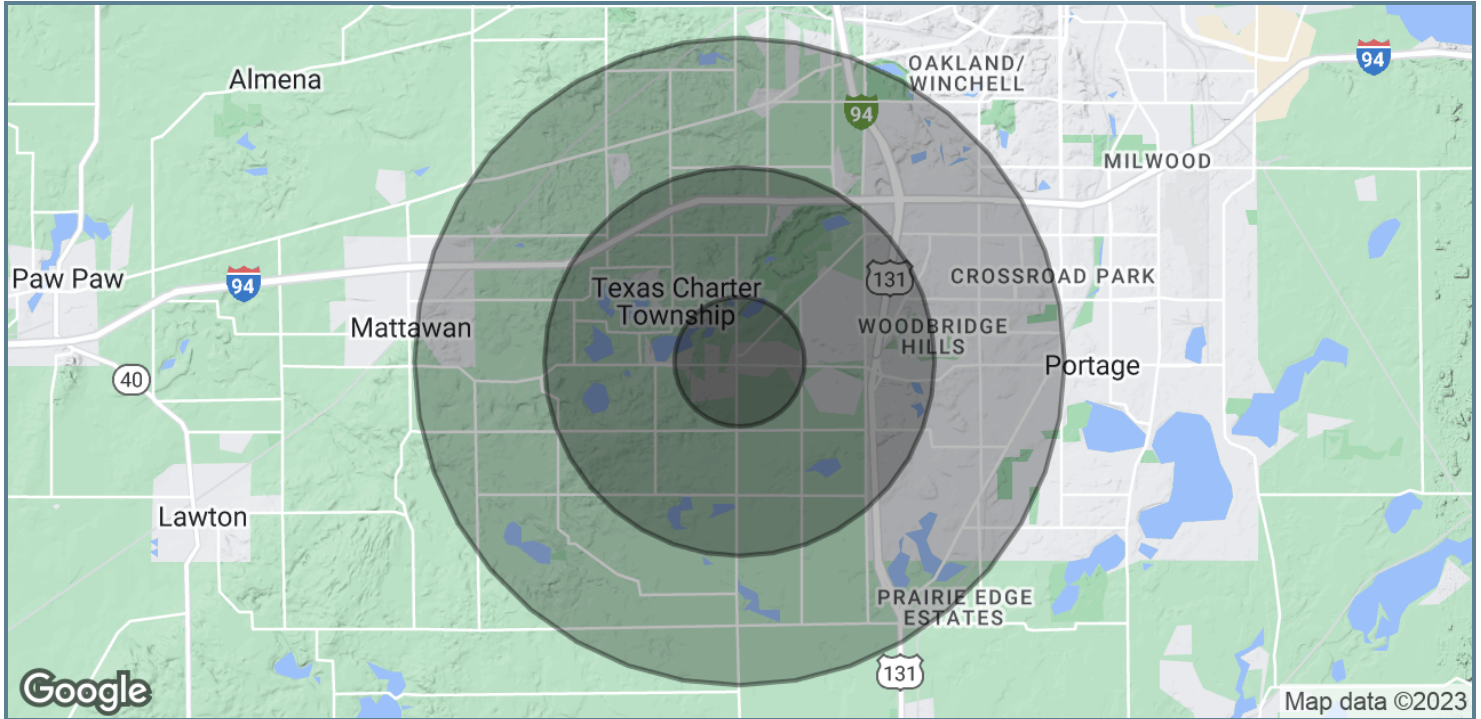 OAKLAND/
WINCHELL
94
Almena
94
MILWOOD
Paw Paw
94
Texas Charter
Township
131
CROSSROAD PARK
Mattawan
WOODBRIDGE
HILLS
Portage
40
Lawton
PRAIRIE EDGE
ESTATES
131
Google
Map data ©2023